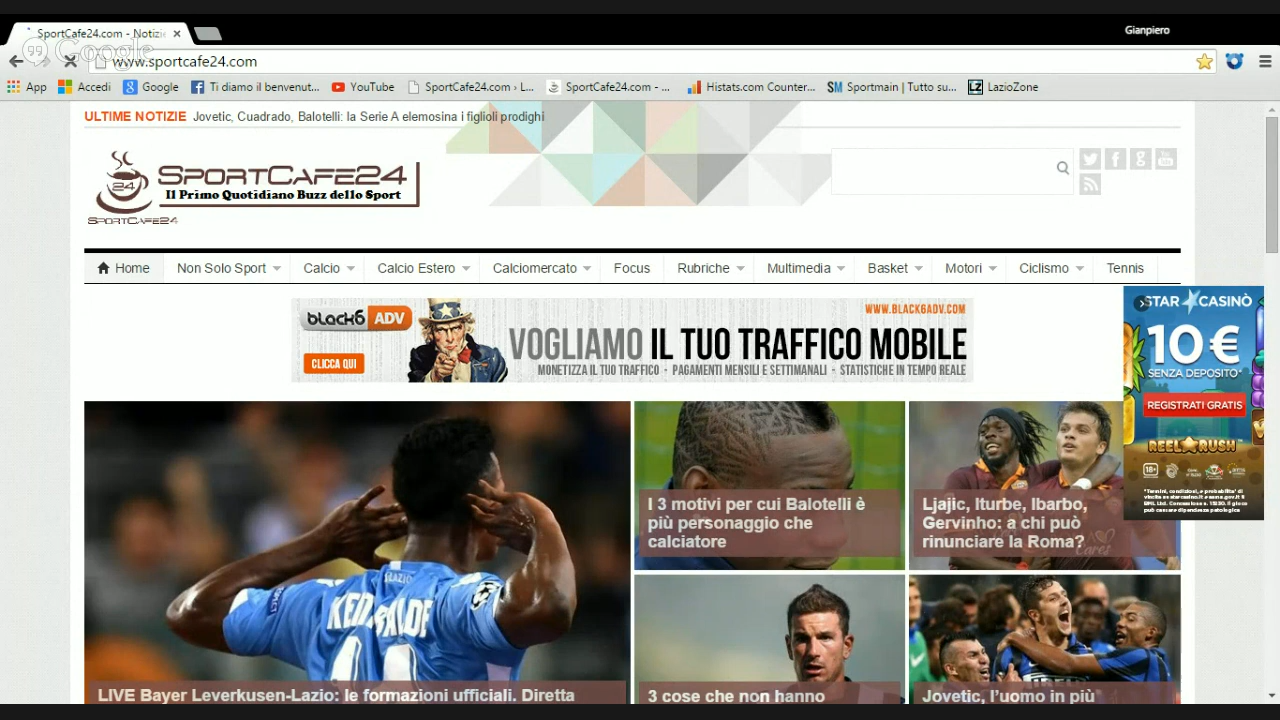 SportCafe24.com - Notizie
Gianpiero
Google
www.sportcafe24.com
App
Accedi
Google
Ti diamo il benvenut...
YouTube
SportCafe24.com › L...
SportCafe24.com - ...
Histats.com Counter...
SM Sportmain | Tutto su...
LZ LazioZone
ULTIME NOTIZIE Jovetic, Cuadrado, Balotelli: la Serie A elemosina i figlioli prodighi
24
SPORTCAFE24
Il Primo Quotidiano Buzz dello Sport
SPORTCAFE24
Home Non Solo Sport Calcio Calcio Estero Calciomercato Focus Rubriche Multimedia Basket Motori Ciclismo Tennis
black6 ADV
CLICCA QUI
WWW.BLACK6ADV.COM
VOGLIAMO IL TUO TRAFFICO MOBILE
MONETIZZA IL TUO TRAFFICO • PAGAMENTI MENSILI E SETTIMANALI • STATISTICHE IN TEMPO REALE
STAR CASINÒ
10 €
SENZA DEPOSITO*
REGISTRATI GRATIS
REEL RUSH
18+
I 3 motivi per cui Balotelli è
più personaggio che
calciatore
Ljajic, Iturbe, Ibarbo,
Gervinho: a chi può
rinunciare la Roma?
LIVE Bayer Leverkusen-Lazio: le formazioni ufficiali. Diretta
3 cose che non hanno
Jovetic, l'uomo in più